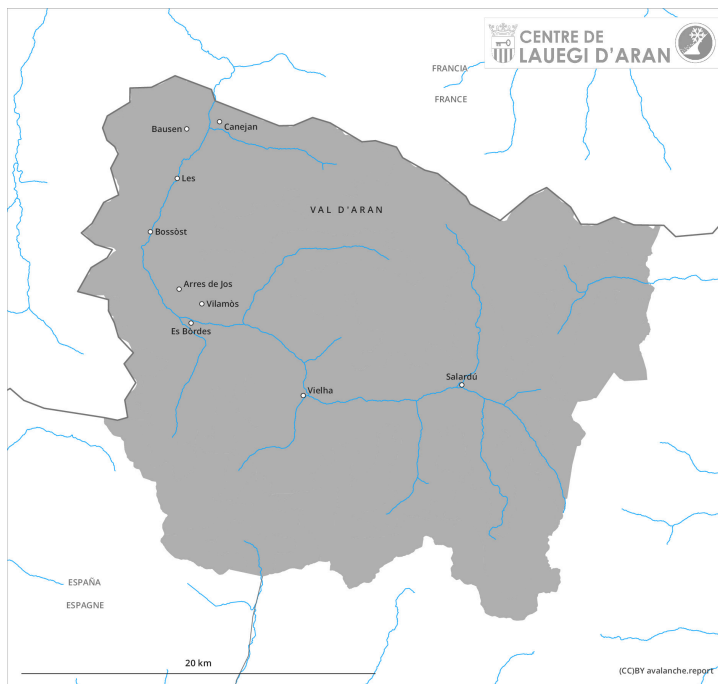 CENTRE DE
LAUEGI D'ARAN
FRANCIA
FRANCE
Canejan
Bausen
Les
VAL D'ARAN
Bossòst
Arres de Jos
Vilamòs
Es Bòrdes
Salardú
Vielha
ESPAÑA
ESPAGNE
20 km
(CC)BY avalanche.report